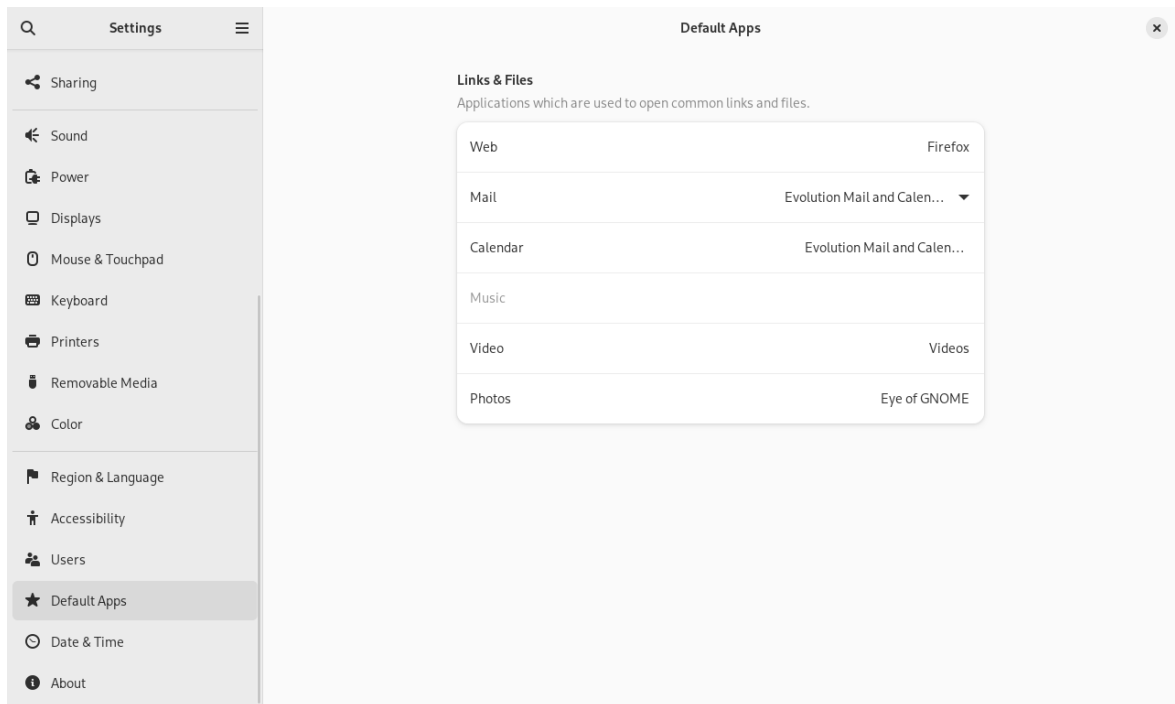 Settings
Default Apps
Sharing
Sound
Power
Displays
Mouse & Touchpad
Keyboard
Printers
Removable Media
Color
Region & Language
Accessibility
Users
Default Apps
Date & Time
About
Links & Files
Applications which are used to open common links and files.
Web Firefox
Mail Evolution Mail and Calen...
Calendar Evolution Mail and Calen...
Music
Video Videos
Photos Eye of GNOME